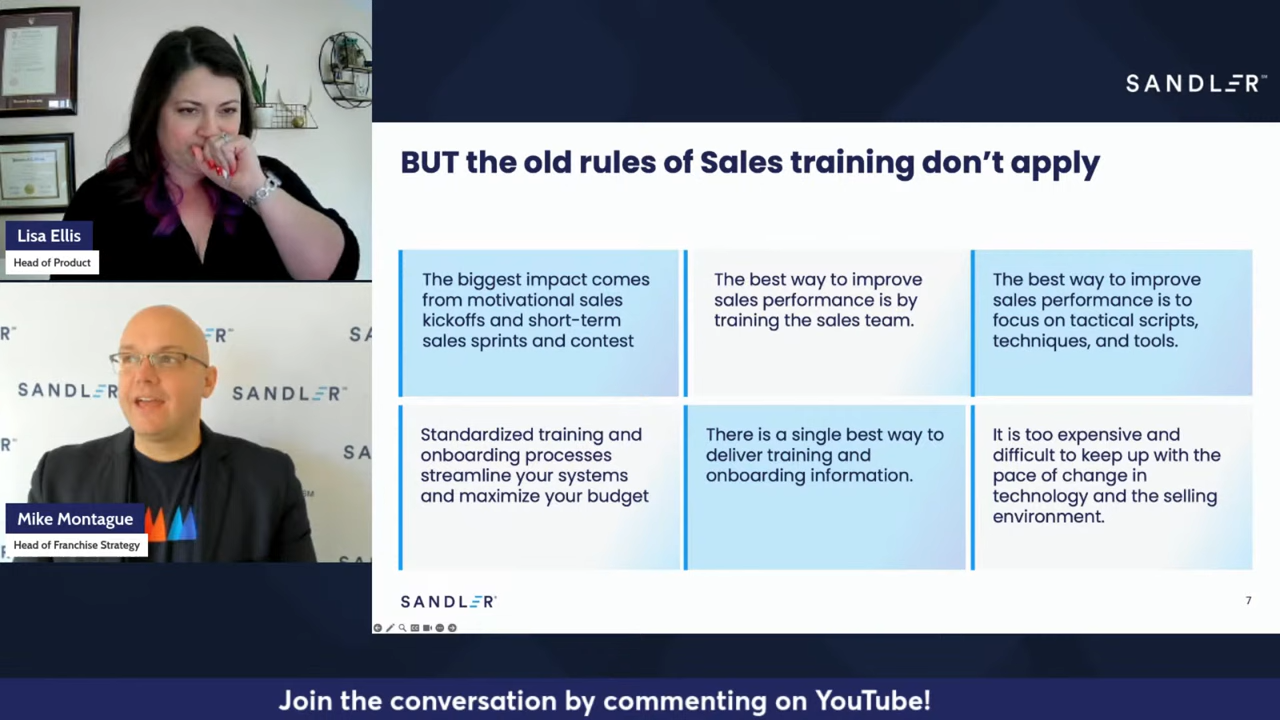 SANDLER
BUT the old rules of Sales training don't apply
The biggest impact comes
from motivational sales
kickoffs and short-term
sales sprints and contest
The best way to improve
sales performance is by
training the sales team.
The best way to improve
sales performance is to
focus on tactical scripts,
techniques, and tools.
Standardized training and
onboarding processes
streamline your systems
and maximize your budget
There is a single best way to
deliver training and
onboarding information.
It is too expensive and
difficult to keep up with the
pace of change in
technology and the selling
environment.
SANDLER
7
Lisa Ellis
Head of Product
SANDLER
SANDLER
Mike Montague
Head of Franchise Strategy
Join the conversation by commenting on YouTube!